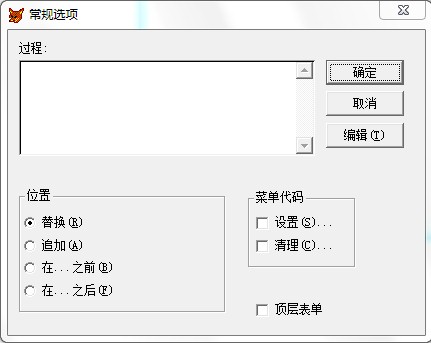 常规选项
过程:
确定
取消
编辑(T)
位置
替换(R)
追加(A)
在...之前(B)
在...之后(F)
菜单代码
设置(S)...
清理(C)...
顶层表单